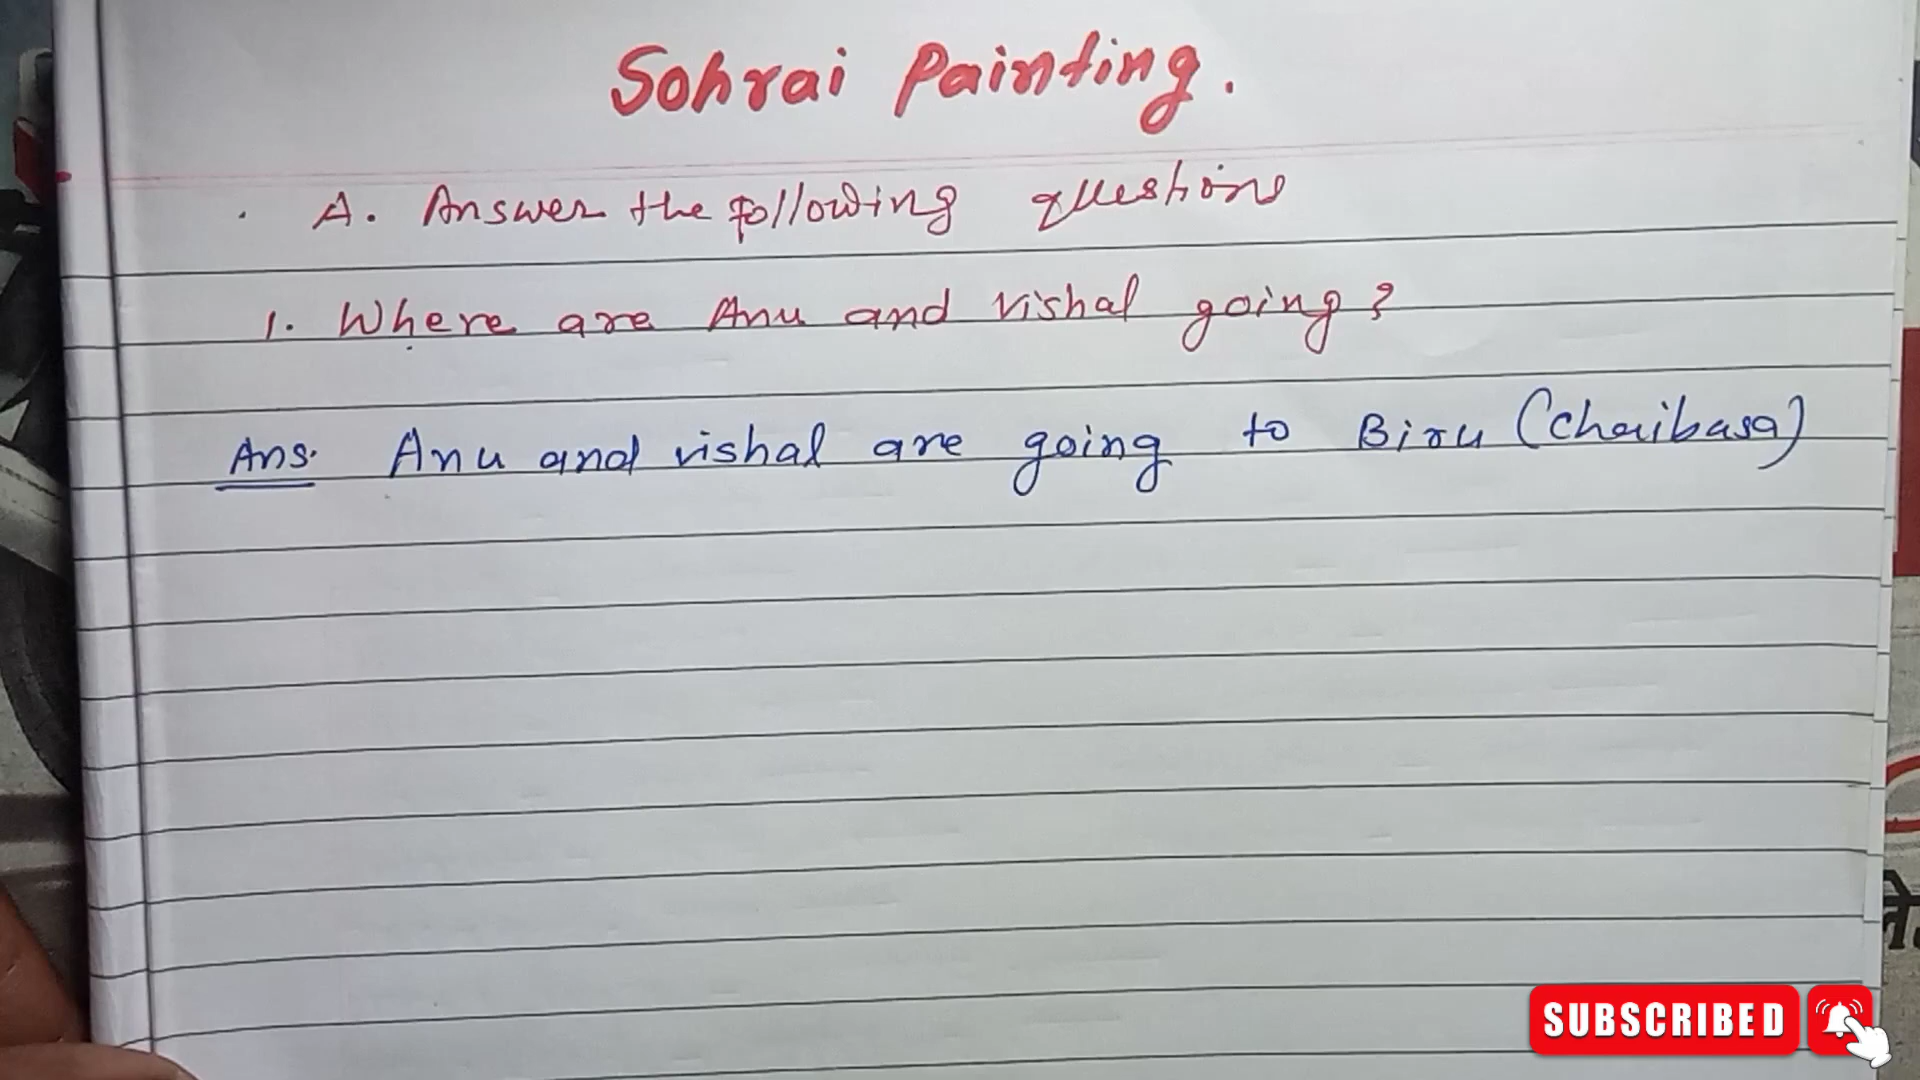 Sohrai Painting.
A. Answer the following questions
1. Where are Anu and Vishal going?
Ans. Anu and vishal are going to Biru (Chaibasa)
SUBSCRIBED